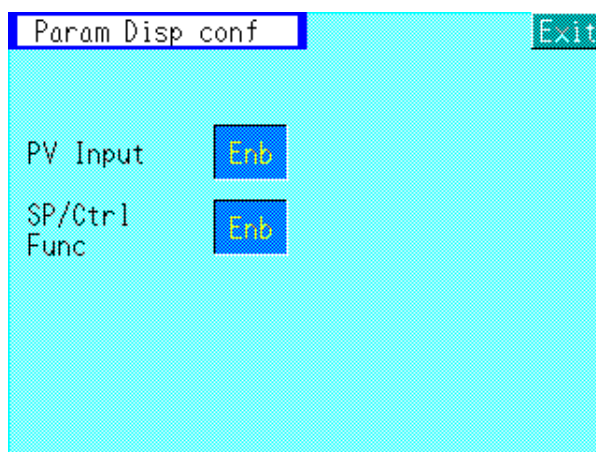 Param Disp conf
Exit
PV Input
Enb
SP/Ctrl
Func
Enb